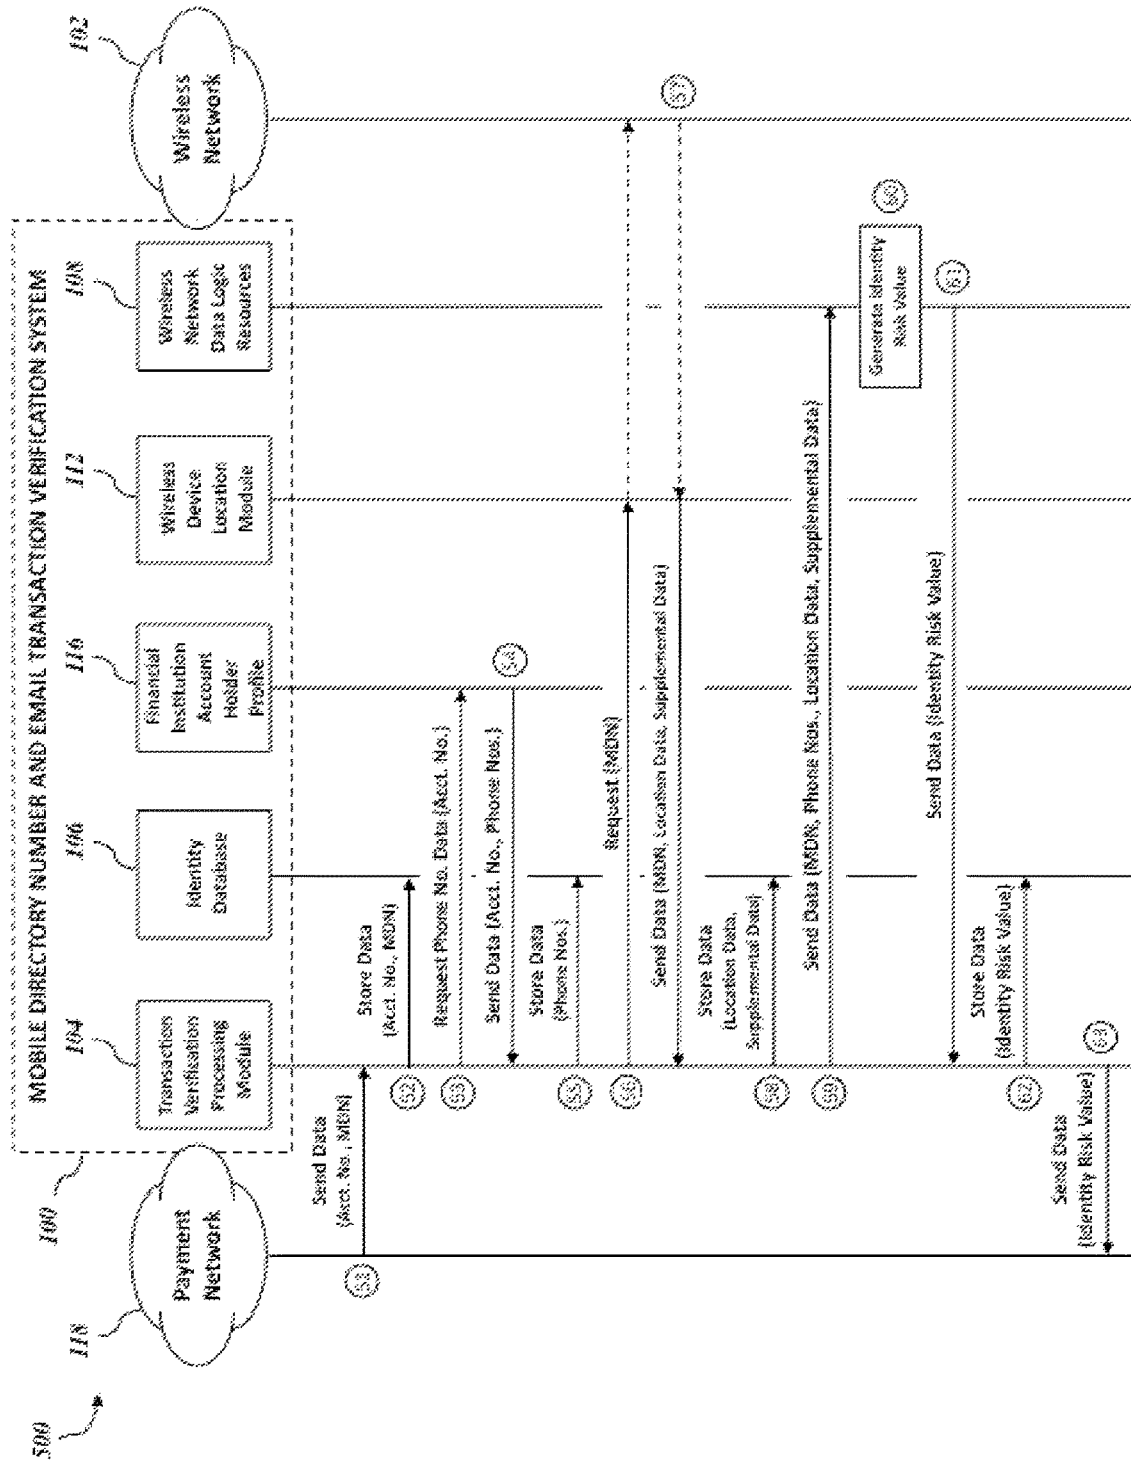 500
MOBILE DIRECTORY NUMBER AND EMAIL TRANSACTION VERIFICATION SYSTEM
100
118
Payment
Network
104
Transaction
Verification
Processing
Module
106
Identity
Database
116
Financial
Institution
Account
Holder
Profile
112
Wireless
Device
Location
Module
108
Wireless
Network
Data Logic
Resources
102
Wireless
Network
51
Send Data
(Acct. No., MDN)
52
Store Data
(Acct. No., MDN)
53
Request Phone No. Data (Acct. No.)
54
Send Data (Acct. No., Phone Nos.)
55
Store Data
(Phone Nos.)
56
Request (MDN)
57
Send Data (MDN, Location Data, Supplemental Data)
58
Store Data
(Location Data,
Supplemental Data)
59
Send Data (MDN, Phone Nos., Location Data, Supplemental Data)
60
Generate Identity
Risk Value
61
Send Data (Identity Risk Value)
62
Store Data
(Identity Risk Value)
63
Send Data
(Identity Risk Value)